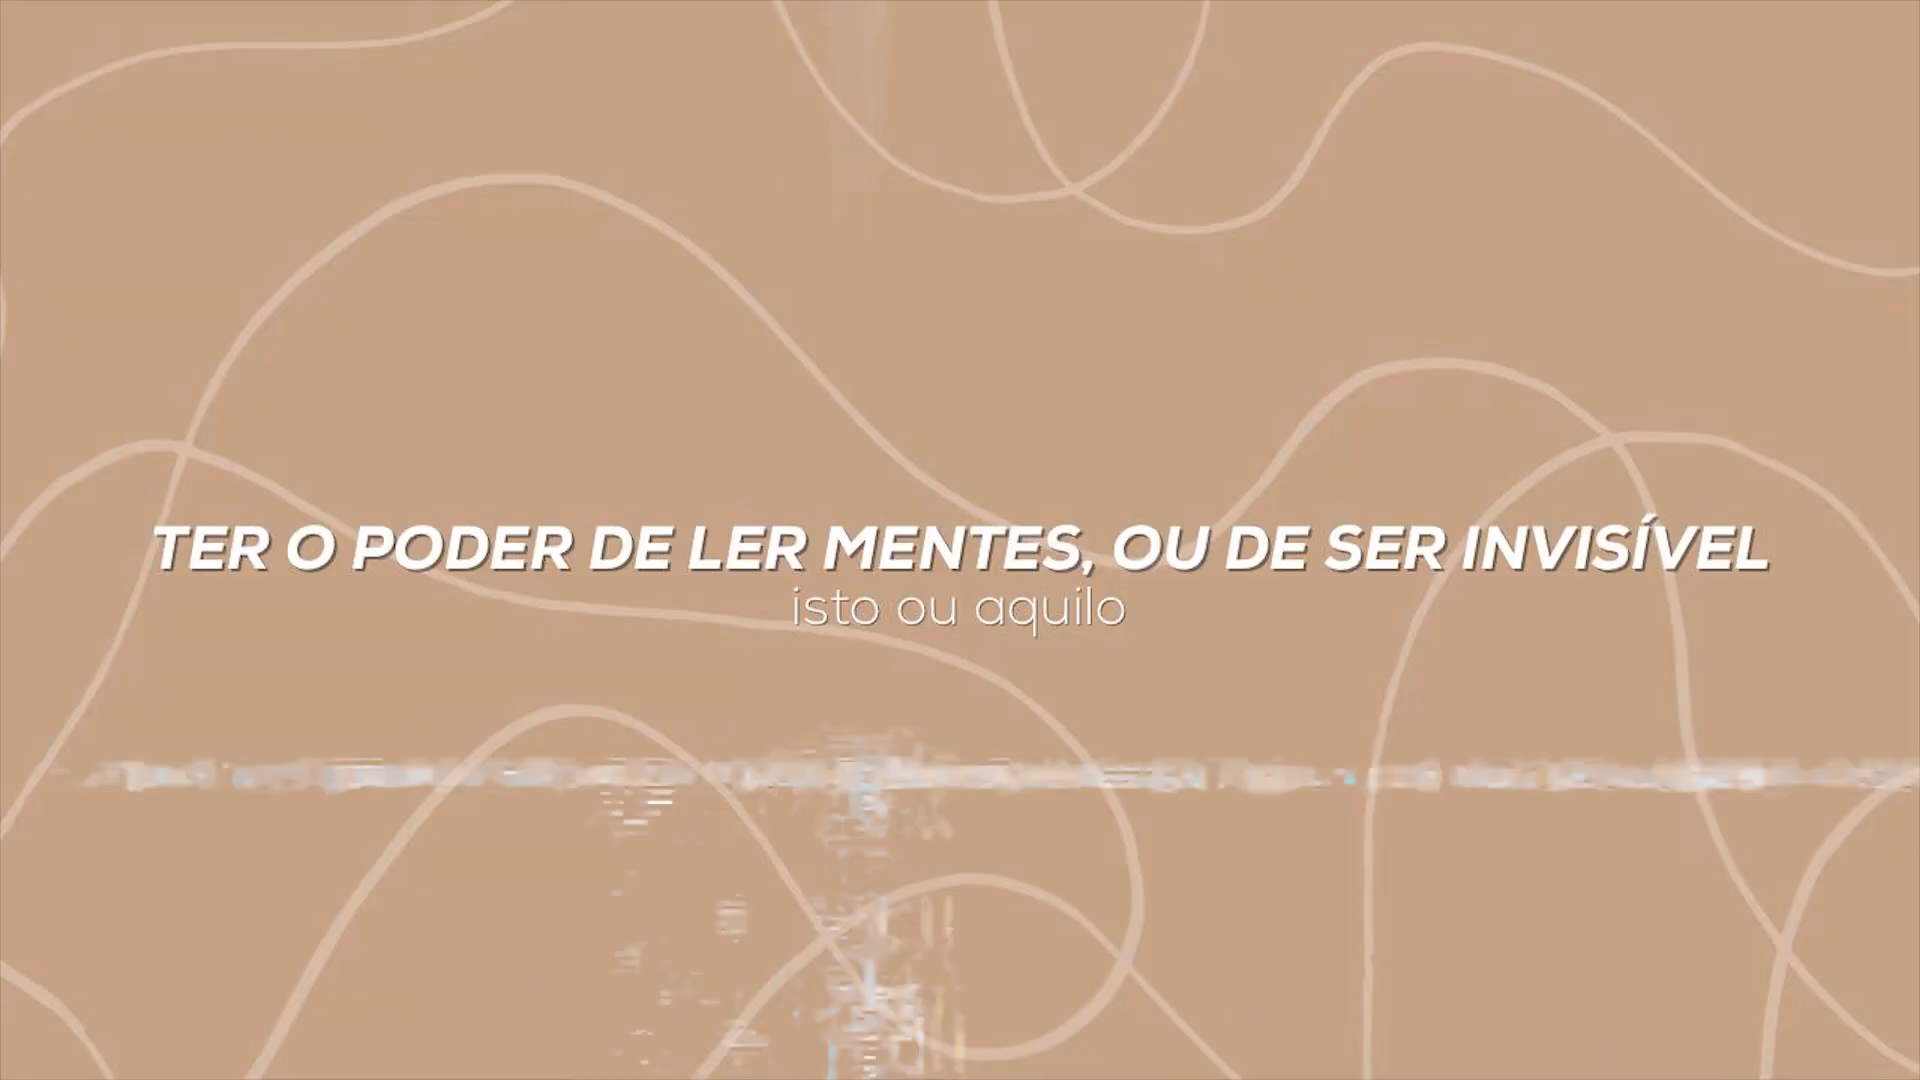 TER O PODER DE LER MENTES, OU DE SER INVISÍVEL
isto ou aquilo